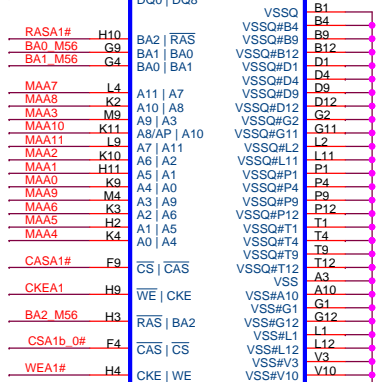 DQ0 | DQ8
VSSQ B1
VSSQ#B4 B4
RASA1# H10 BA2 | RAS VSSQ#B9 B9
BA0_M56 G9 BA1 | BA0 VSSQ#B12 B12
BA1_M56 G4 BA0 | BA1 VSSQ#D1 D1
VSSQ#D4 D4
MAA7 L4 A11 | A7 VSSQ#D9 D9
MAA8 K2 A10 | A8 VSSQ#D12 D12
MAA3 M9 A9 | A3 VSSQ#G2 G2
MAA10 K11 A8/AP | A10 VSSQ#G11 G11
MAA11 L9 A7 | A11 VSSQ#L2 L2
MAA2 K10 A6 | A2 VSSQ#L11 L11
MAA1 H11 A5 | A1 VSSQ#P1 P1
MAA0 K9 A4 | A0 VSSQ#P4 P4
MAA9 M4 A3 | A9 VSSQ#P9 P9
MAA6 K3 A2 | A6 VSSQ#P12 P12
MAA5 H2 A1 | A5 VSSQ#T1 T1
MAA4 K4 A0 | A4 VSSQ#T4 T4
VSSQ#T9 T9
CASA1# F9 CS | CAS VSSQ#T12 T12
VSS A3
CKEA1 H9 WE | CKE VSS#A10 A10
VSS#G1 G1
BA2_M56 H3 RAS | BA2 VSS#G12 G12
VSS#L1 L1
CSA1b_0# F4 CAS | CS VSS#L12 L12
VSS#V3 V3
WEA1# H4 CKE | WE VSS#V10 V10